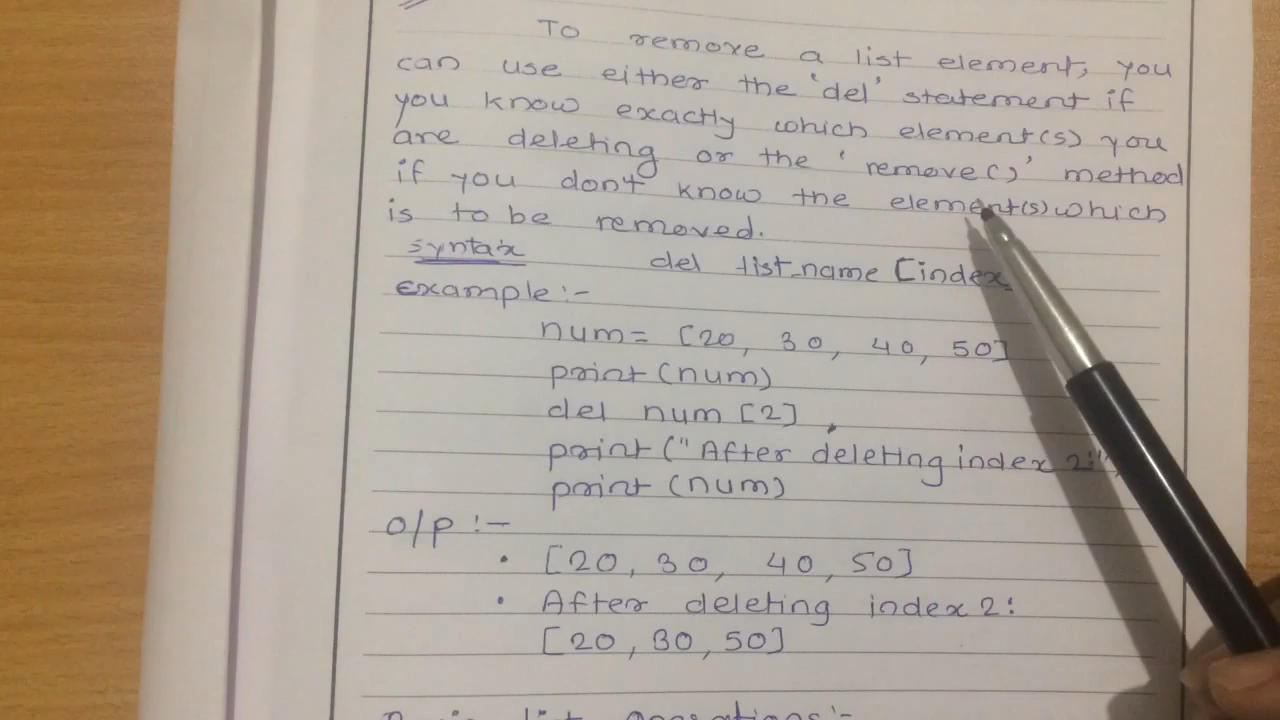 To remove a list element, you
can use either the 'del' statement if
you know exactly which element(s) you
are deleting or the 'remove()' method
if you don't know the element(s) which
is to be removed.
syntax del list_name [index
Example:-
num= [20, 30, 40, 50]
print (num)
del num [2]
print ("After deleting index 2:"
print (num)
O/P :-
• [20, 30, 40, 50]
• After deleting index 2:
[20, 30, 50]
list operations:-